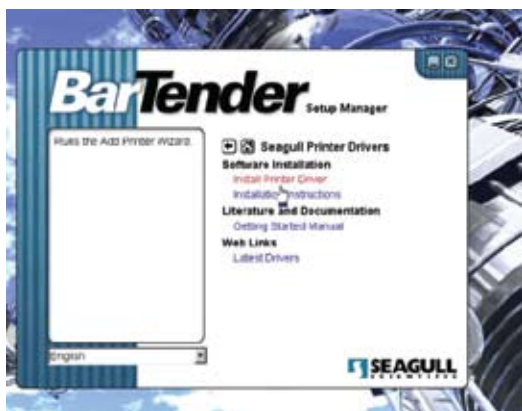 BarTender Setup Manager
Runs the Add Printer Wizard.
Seagull Printer Drivers
Software Installation
Install Printer Driver
Installation Instructions
Literature and Documentation
Getting Started Manual
Web Links
Latest Drivers
English
SEAGULL
SCIENTIFIC